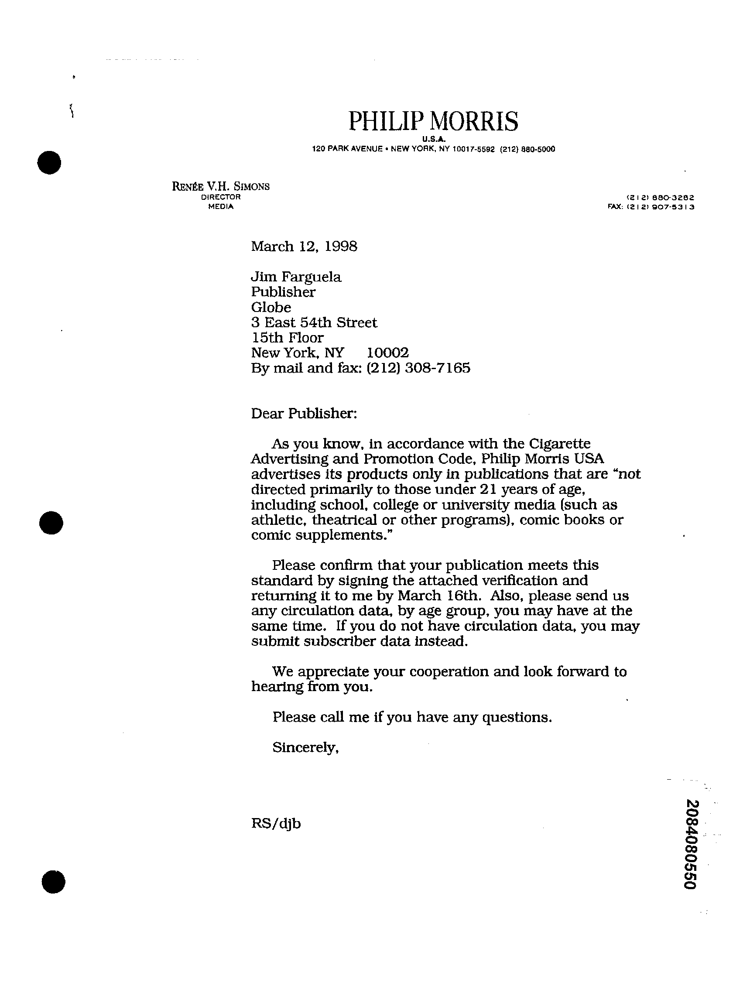 PHILIP MORRIS
U.S.A.
120 PARK AVENUE • NEW YORK, NY 10017-5592 (212) 880-5000
RENÉE V.H. SIMONS
DIRECTOR
MEDIA
(212) 880-3282
FAX: (212) 907-5313
March 12, 1998
Jim Farguela
Publisher
Globe
3 East 54th Street
15th Floor
New York, NY 10002
By mail and fax: (212) 308-7165
Dear Publisher:
As you know, in accordance with the Cigarette
Advertising and Promotion Code, Philip Morris USA
advertises its products only in publications that are “not
directed primarily to those under 21 years of age,
including school, college or university media (such as
athletic, theatrical or other programs), comic books or
comic supplements.”
Please confirm that your publication meets this
standard by signing the attached verification and
returning it to me by March 16th. Also, please send us
any circulation data, by age group, you may have at the
same time. If you do not have circulation data, you may
submit subscriber data instead.
We appreciate your cooperation and look forward to
hearing from you.
Please call me if you have any questions.
Sincerely,
RS/djb
2084080550